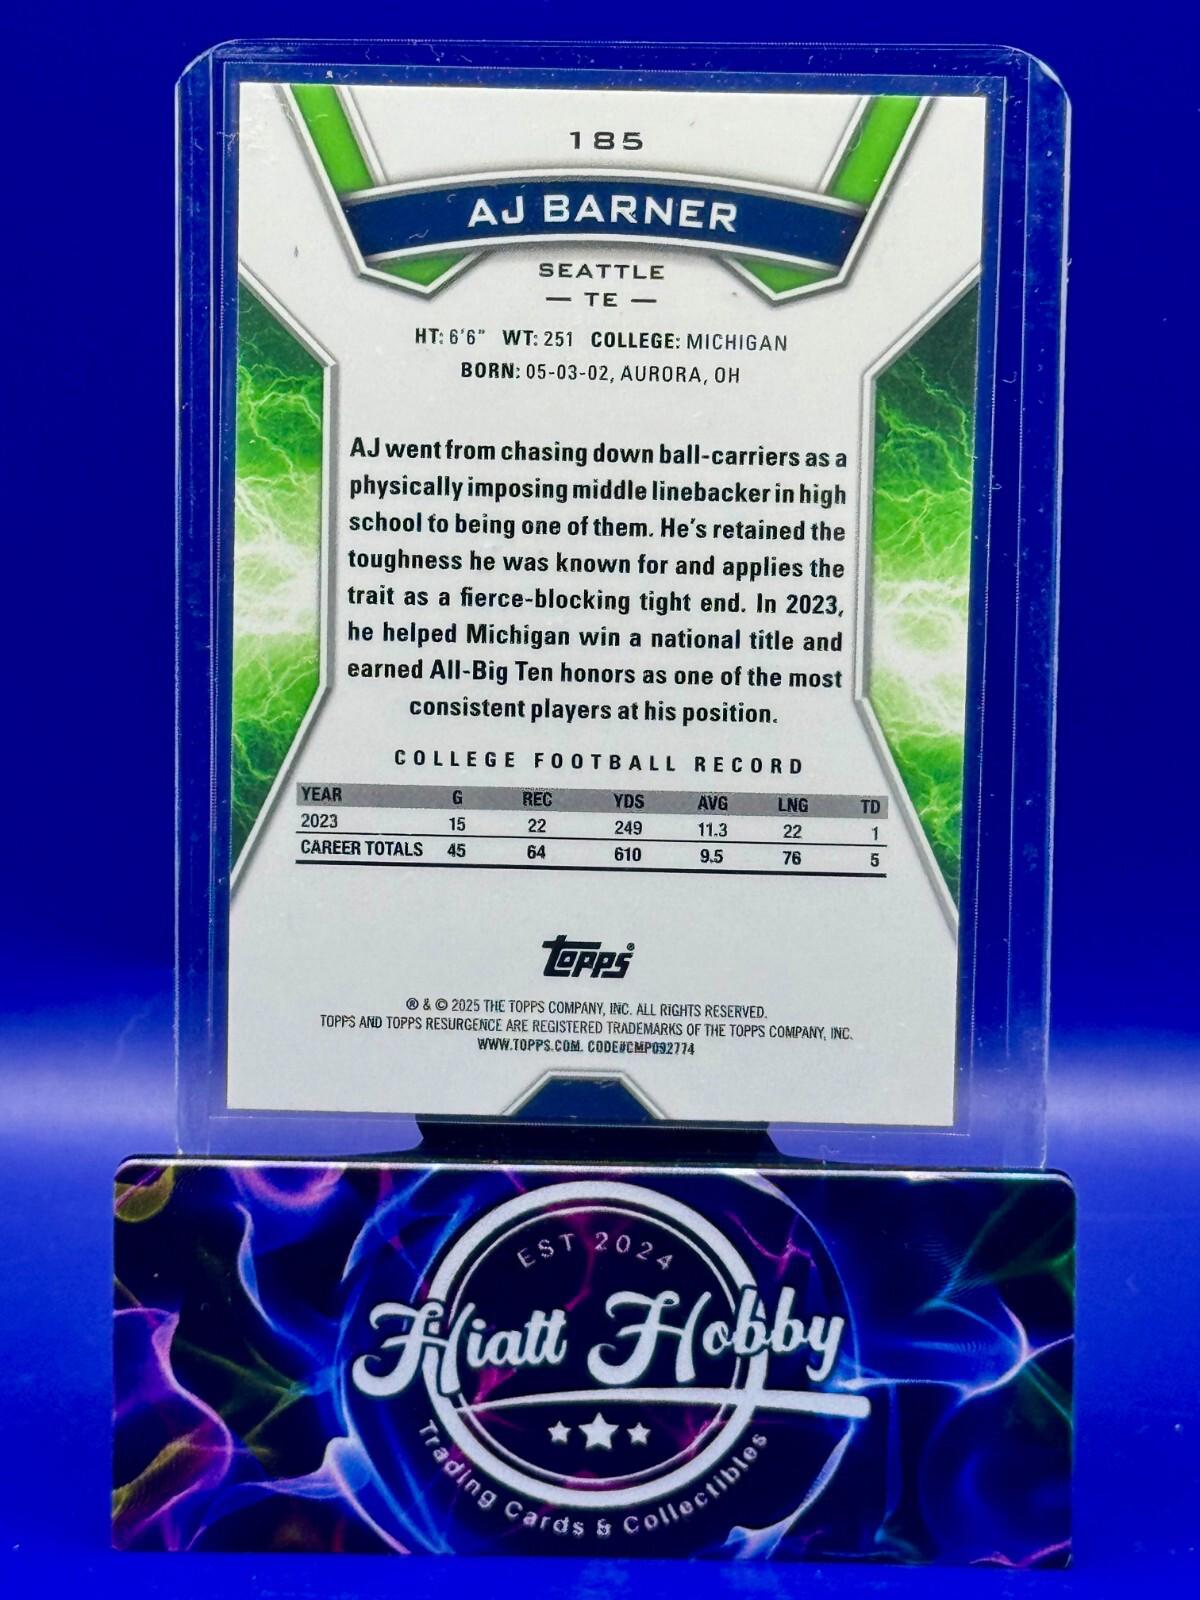 185
AJ BARNER
SEATTLE
— TE —
HT: 6'6" WT: 251 COLLEGE: MICHIGAN
BORN: 05-03-02, AURORA, OH
AJ went from chasing down ball-carriers as a
physically imposing middle linebacker in high
school to being one of them. He's retained the
toughness he was known for and applies the
trait as a fierce-blocking tight end. In 2023,
he helped Michigan win a national title and
earned All-Big Ten honors as one of the most
consistent players at his position.
COLLEGE FOOTBALL RECORD
YEAR G REC YDS AVG LNG TD
2023 15 22 249 11.3 22 1
CAREER TOTALS 45 64 610 9.5 76 5
Topps®
® & © 2025 THE TOPPS COMPANY, INC. ALL RIGHTS RESERVED.
TOPPS AND TOPPS RESURGENCE ARE REGISTERED TRADEMARKS OF THE TOPPS COMPANY, INC.
WWW.TOPPS.COM. CODE#CMP092774
EST 2024
Hiatt Hobby
Trading Cards & Collectibles